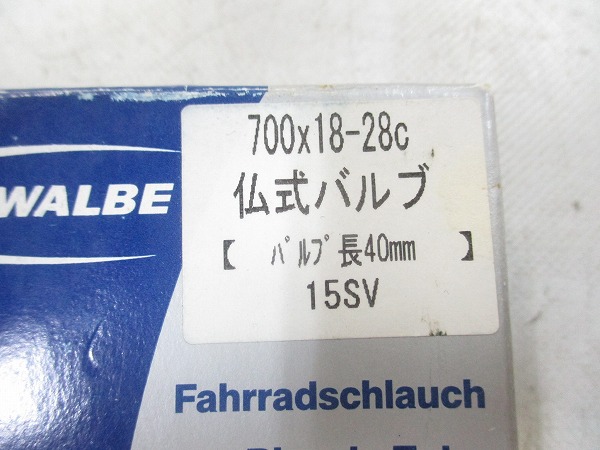 WALBE
700x18-28c
仏式バルブ
【 ﾊﾞﾙﾌﾞ長40mm 】
15SV
Fahrradschlauch